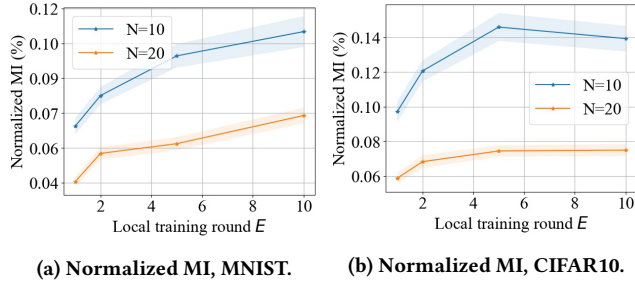 0.12
0.10
0.09
0.07
0.06
0.04
Normalized MI (%)
N=10
N=20
2
4
6
8
10
Local training round E
(a) Normalized MI, MNIST.
0.14
0.12
0.10
0.08
0.06
Normalized MI (%)
N=10
N=20
2
4
6
8
10
Local training round E
(b) Normalized MI, CIFAR10.